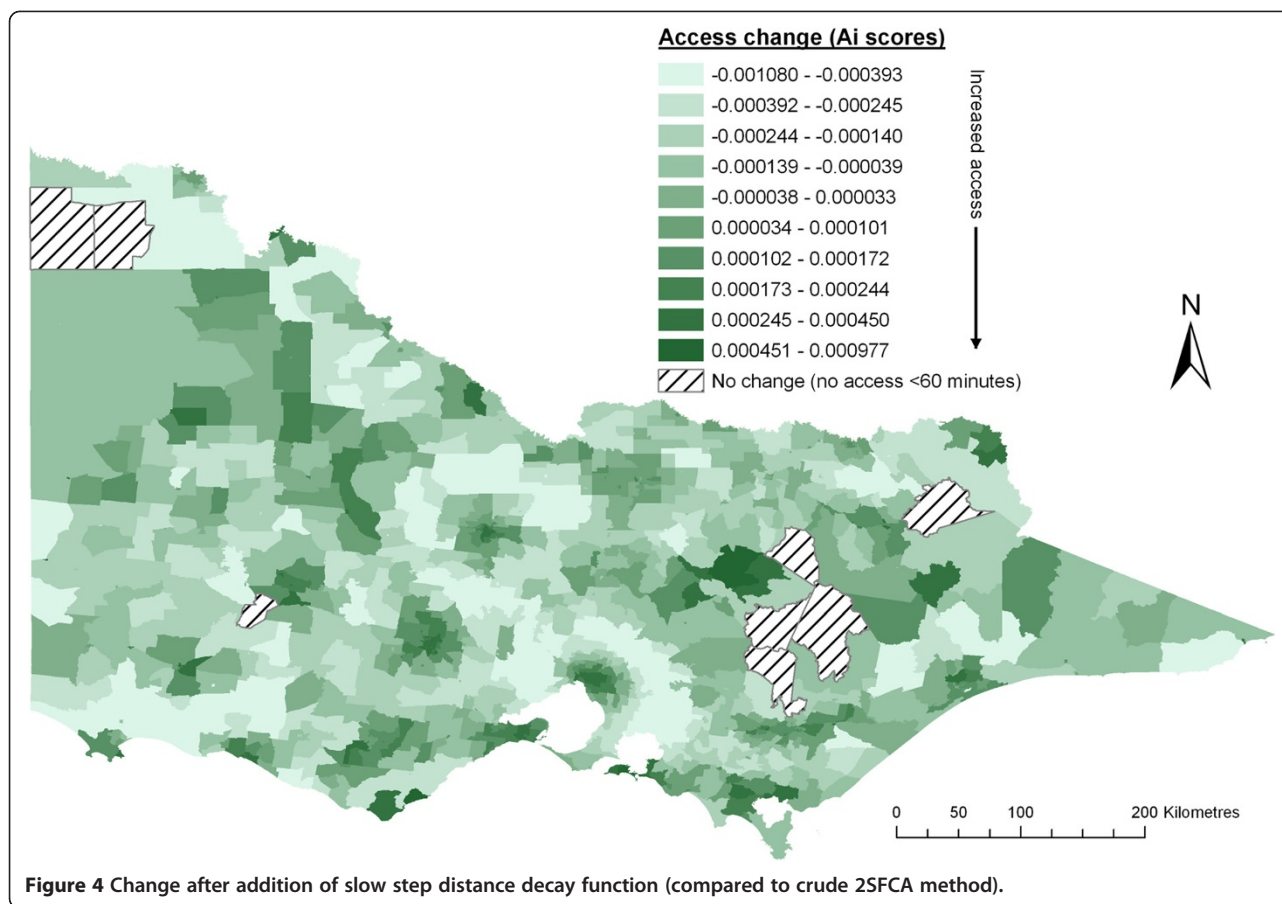 Access change (Ai scores)
-0.001080 - -0.000393
-0.000392 - -0.000245
-0.000244 - -0.000140
-0.000139 - -0.000039
-0.000038 - 0.000033
0.000034 - 0.000101
0.000102 - 0.000172
0.000173 - 0.000244
0.000245 - 0.000450
0.000451 - 0.000977
No change (no access <60 minutes)
Increased access
N
0 50 100 200 Kilometres
Figure 4 Change after addition of slow step distance decay function (compared to crude 2SFCA method).